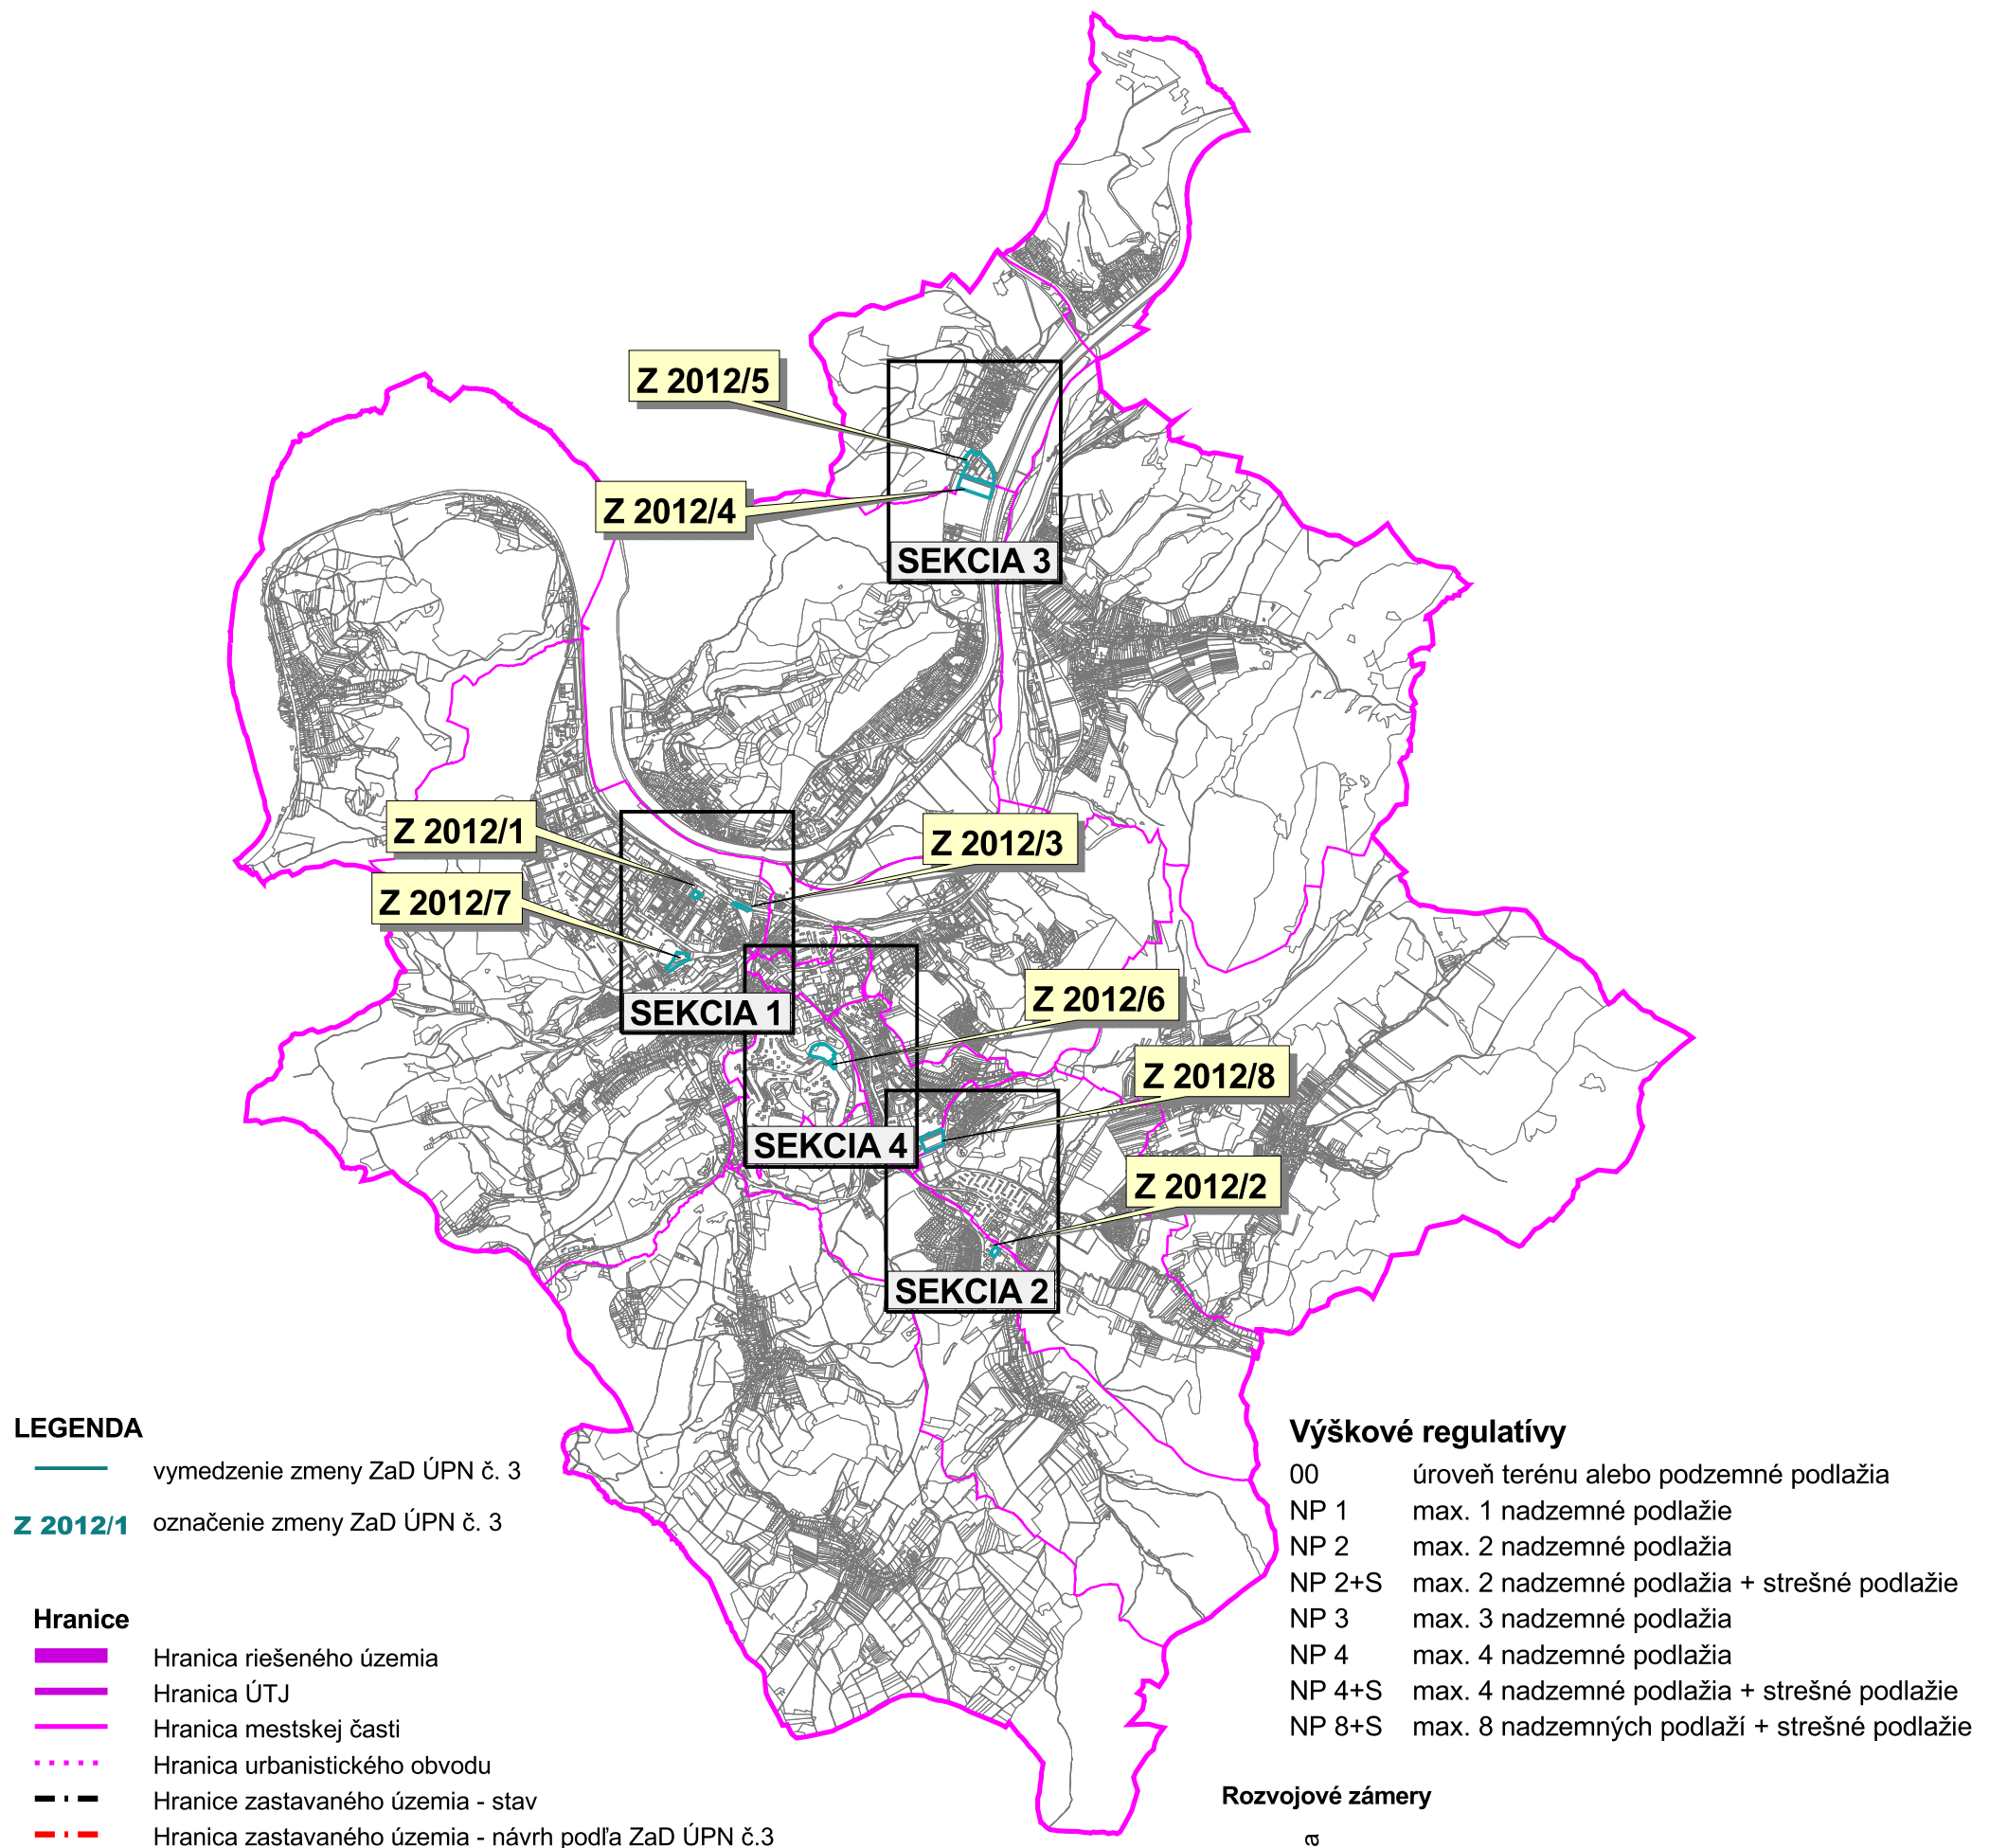 Z 2012/5
Z 2012/4
SEKCIA 3
Z 2012/1
Z 2012/3
Z 2012/7
Z 2012/6
SEKCIA 1
Z 2012/8
SEKCIA 4
Z 2012/2
SEKCIA 2
LEGENDA
vymedzenie zmeny ZaD ÚPN č. 3
Z 2012/1 označenie zmeny ZaD ÚPN č. 3
Hranice
Hranica riešeného územia
Hranica ÚTJ
Hranica mestskej časti
Hranica urbanistického obvodu
Hranice zastavaného územia - stav
Hranica zastavaného územia - návrh podľa ZaD ÚPN č.3
Výškové regulatívy
00 úroveň terénu alebo podzemné podlažia
NP 1 max. 1 nadzemné podlažie
NP 2 max. 2 nadzemné podlažia
NP 2+S max. 2 nadzemné podlažia + strešné podlažie
NP 3 max. 3 nadzemné podlažia
NP 4 max. 4 nadzemné podlažia
NP 4+S max. 4 nadzemné podlažia + strešné podlažie
NP 8+S max. 8 nadzemných podlaží + strešné podlažie
Rozvojové zámery
a